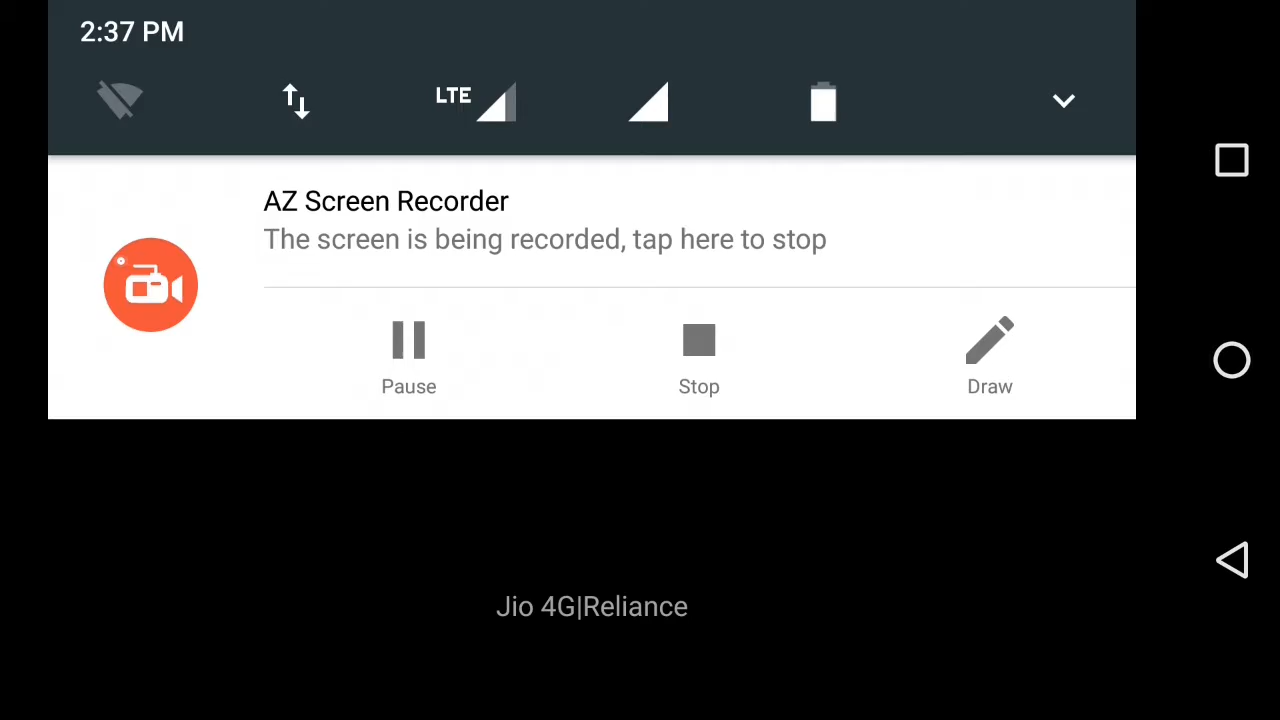 2:37 PM
LTE
AZ Screen Recorder
The screen is being recorded, tap here to stop
Pause
Stop
Draw
Jio 4G|Reliance